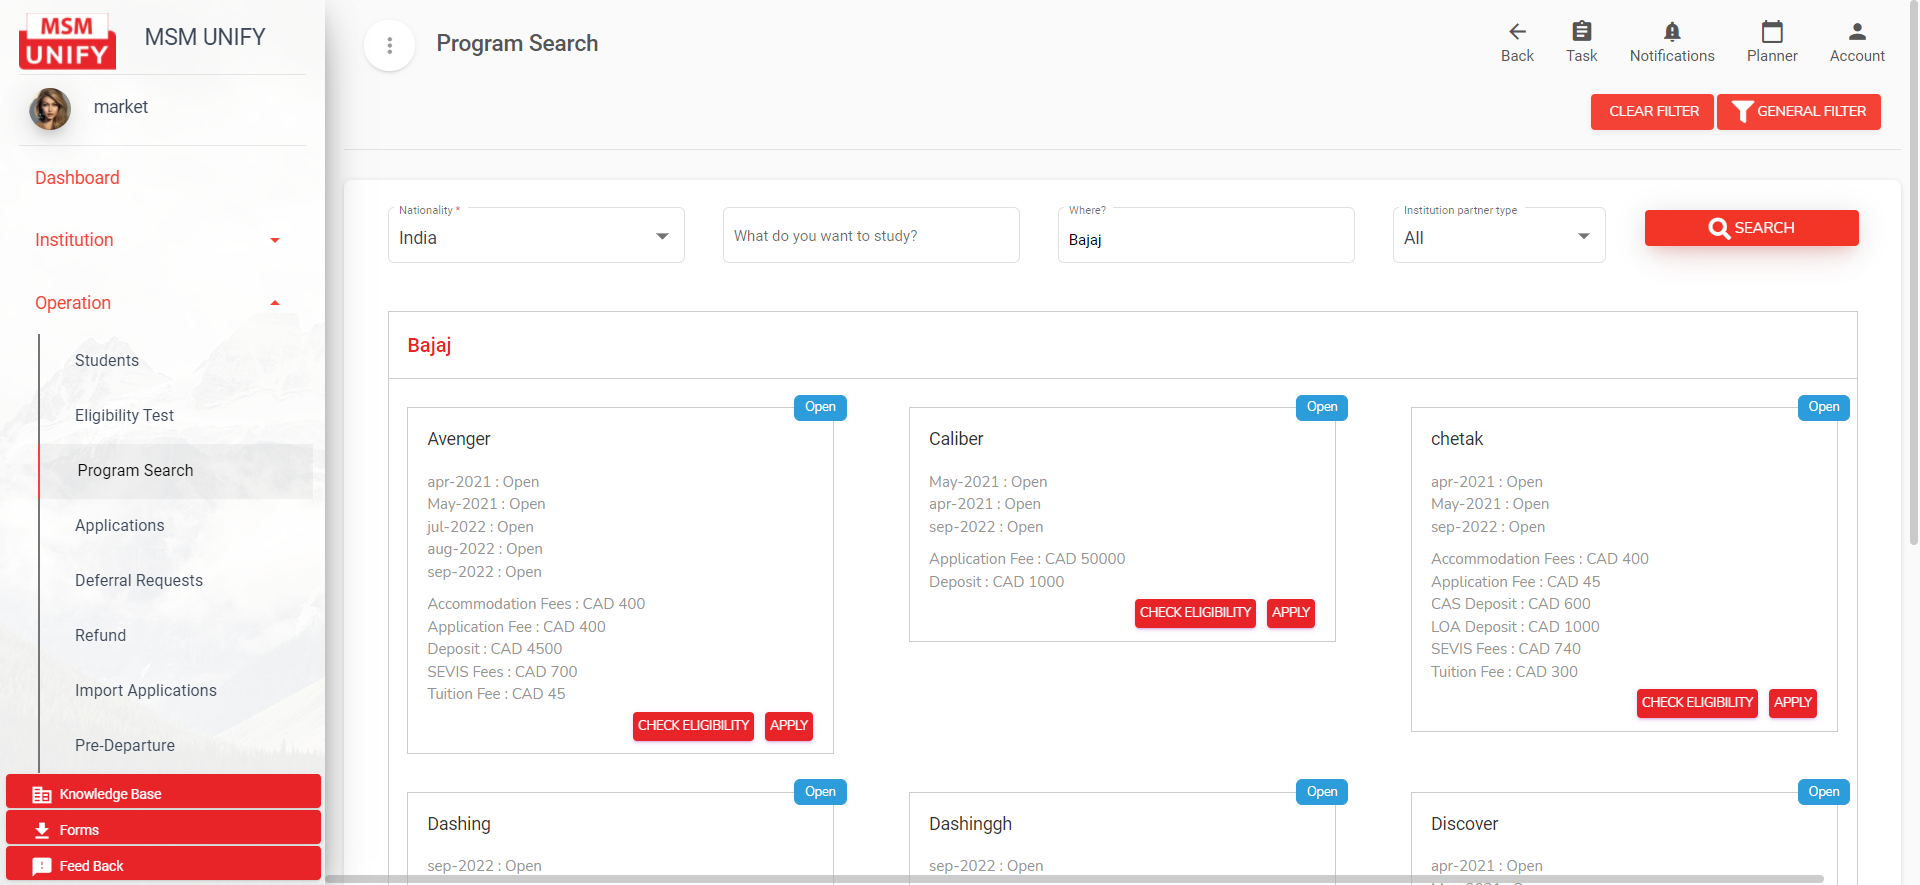 MSM
UNIFY
MSM UNIFY
market
Dashboard
Institution
Operation
Students
Eligibility Test
Program Search
Applications
Deferral Requests
Refund
Import Applications
Pre-Departure
Knowledge Base
Forms
Feed Back
Program Search
Back
Task
Notifications
Planner
Account
CLEAR FILTER
GENERAL FILTER
Nationality *
India
What do you want to study?
Where?
Bajaj
Institution partner type
All
SEARCH
Bajaj
Open
Avenger
apr-2021 : Open
May-2021 : Open
jul-2022 : Open
aug-2022 : Open
sep-2022 : Open
Accommodation Fees : CAD 400
Application Fee : CAD 400
Deposit : CAD 4500
SEVIS Fees : CAD 700
Tuition Fee : CAD 45
CHECK ELIGIBILITY
APPLY
Open
Caliber
May-2021 : Open
apr-2021 : Open
sep-2022 : Open
Application Fee : CAD 50000
Deposit : CAD 1000
CHECK ELIGIBILITY
APPLY
Open
chetak
apr-2021 : Open
May-2021 : Open
sep-2022 : Open
Accommodation Fees : CAD 400
Application Fee : CAD 45
CAS Deposit : CAD 600
LOA Deposit : CAD 1000
SEVIS Fees : CAD 740
Tuition Fee : CAD 300
CHECK ELIGIBILITY
APPLY
Open
Dashing
sep-2022 : Open
Open
Dashinggh
sep-2022 : Open
Open
Discover
apr-2021 : Open